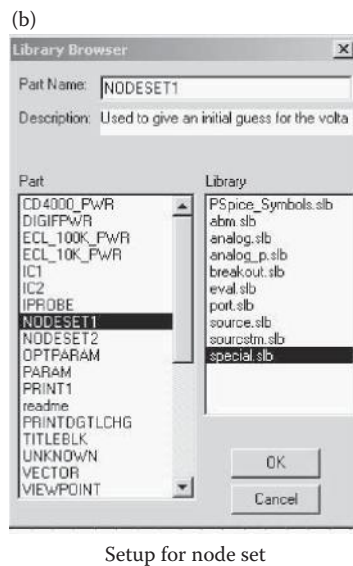 (b)
Library Browser
Part Name: NODESET1
Description: Used to give an initial guess for the volta
Part
CD4000_PWR
DIGIFPWR
ECL_100K_PWR
ECL_10K_PWR
IC1
IC2
IPROBE
NODESET1
NODESET2
OPTPARAM
PARAM
PRINT1
readme
PRINTDGTLCHG
TITLEBLK
UNKNOWN
VECTOR
VIEWPOINT
Library
PSpice_Symbols.slb
abm.slb
analog.slb
analog_p.slb
breakout.slb
eval.slb
port.slb
source.slb
sourcstm.slb
special.slb
OK
Cancel
Setup for node set